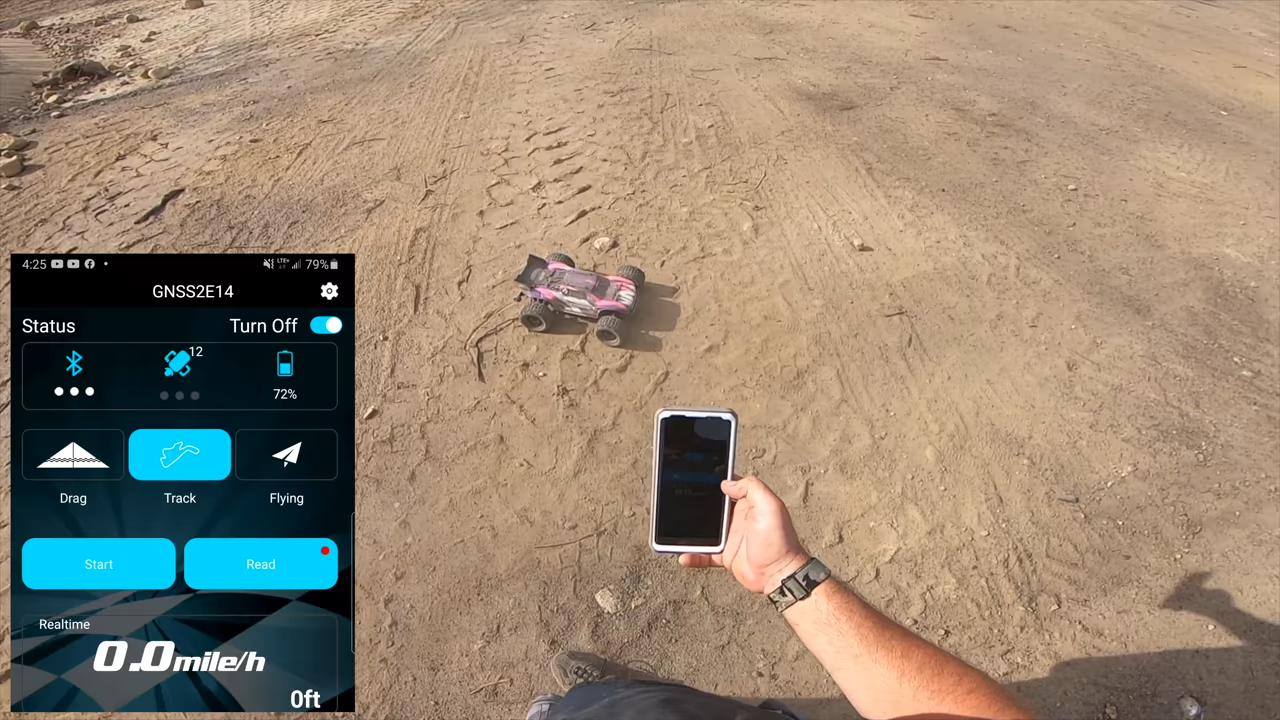 4:25 79%
GNSS2E14
Status Turn Off
12
72%
Drag Track Flying
Start Read
Realtime
0.0mile/h
0ft